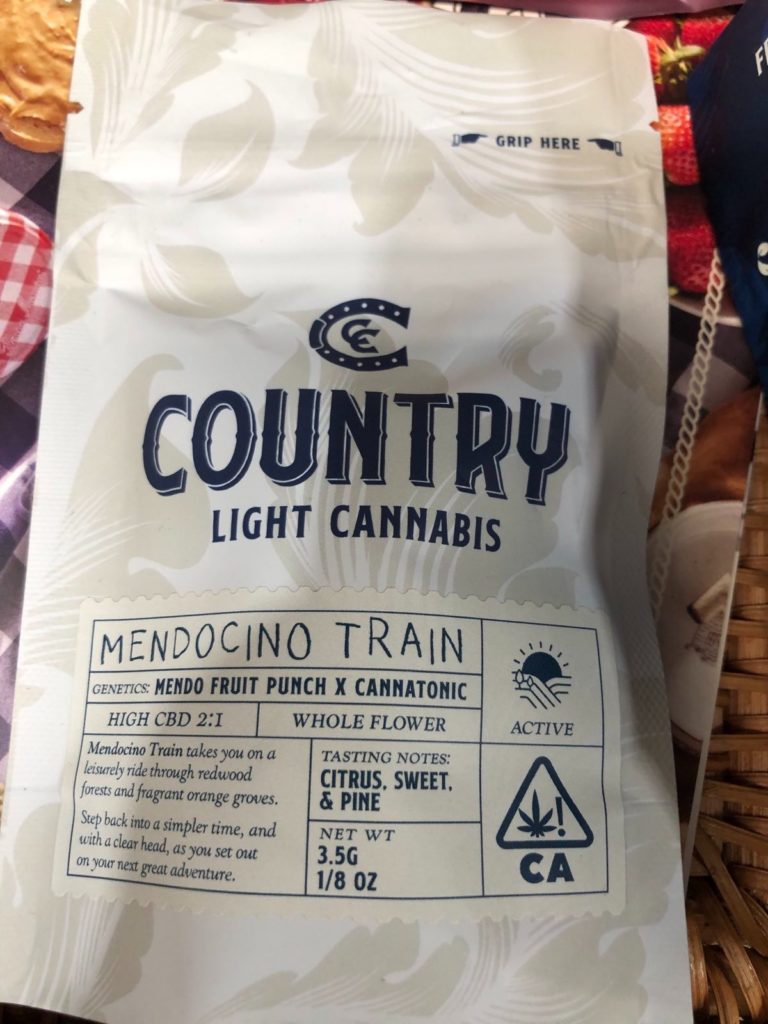 GRIP HERE
CC
COUNTRY
LIGHT CANNABIS
MENDOCINO TRAIN
GENETICS: MENDO FRUIT PUNCH X CANNATONIC
HIGH CBD 2:1
WHOLE FLOWER
ACTIVE
Mendocino Train takes you on a
leisurely ride through redwood
forests and fragrant orange groves.
Step back into a simpler time, and
with a clear head, as you set out
on your next great adventure.
TASTING NOTES:
CITRUS, SWEET,
& PINE
NET WT
3.5G
1/8 OZ
!
CA